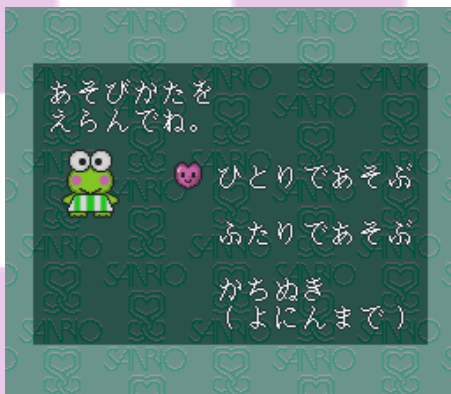 あそびかたを
えらんでね。
ひとりであそぶ
ふたりであそぶ
かちぬき
(よにんまで)
SANRIO